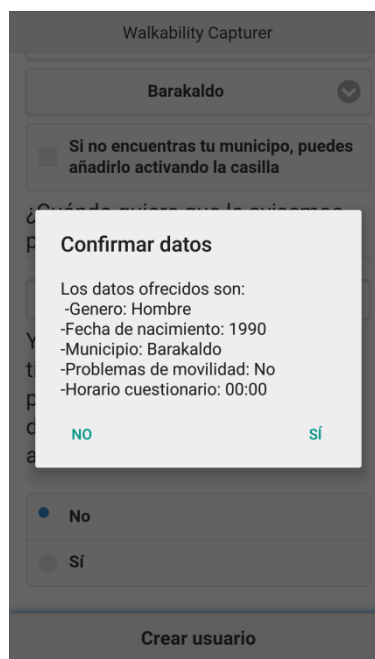 Walkability Capturer
Barakaldo
Si no encuentras tu municipo, puedes
añadirlo activando la casilla
Confirmar datos
Los datos ofrecidos son:
-Genero: Hombre
-Fecha de nacimiento: 1990
-Municipio: Barakaldo
-Problemas de movilidad: No
-Horario cuestionario: 00:00
NO
SÍ
No
Sí
Crear usuario